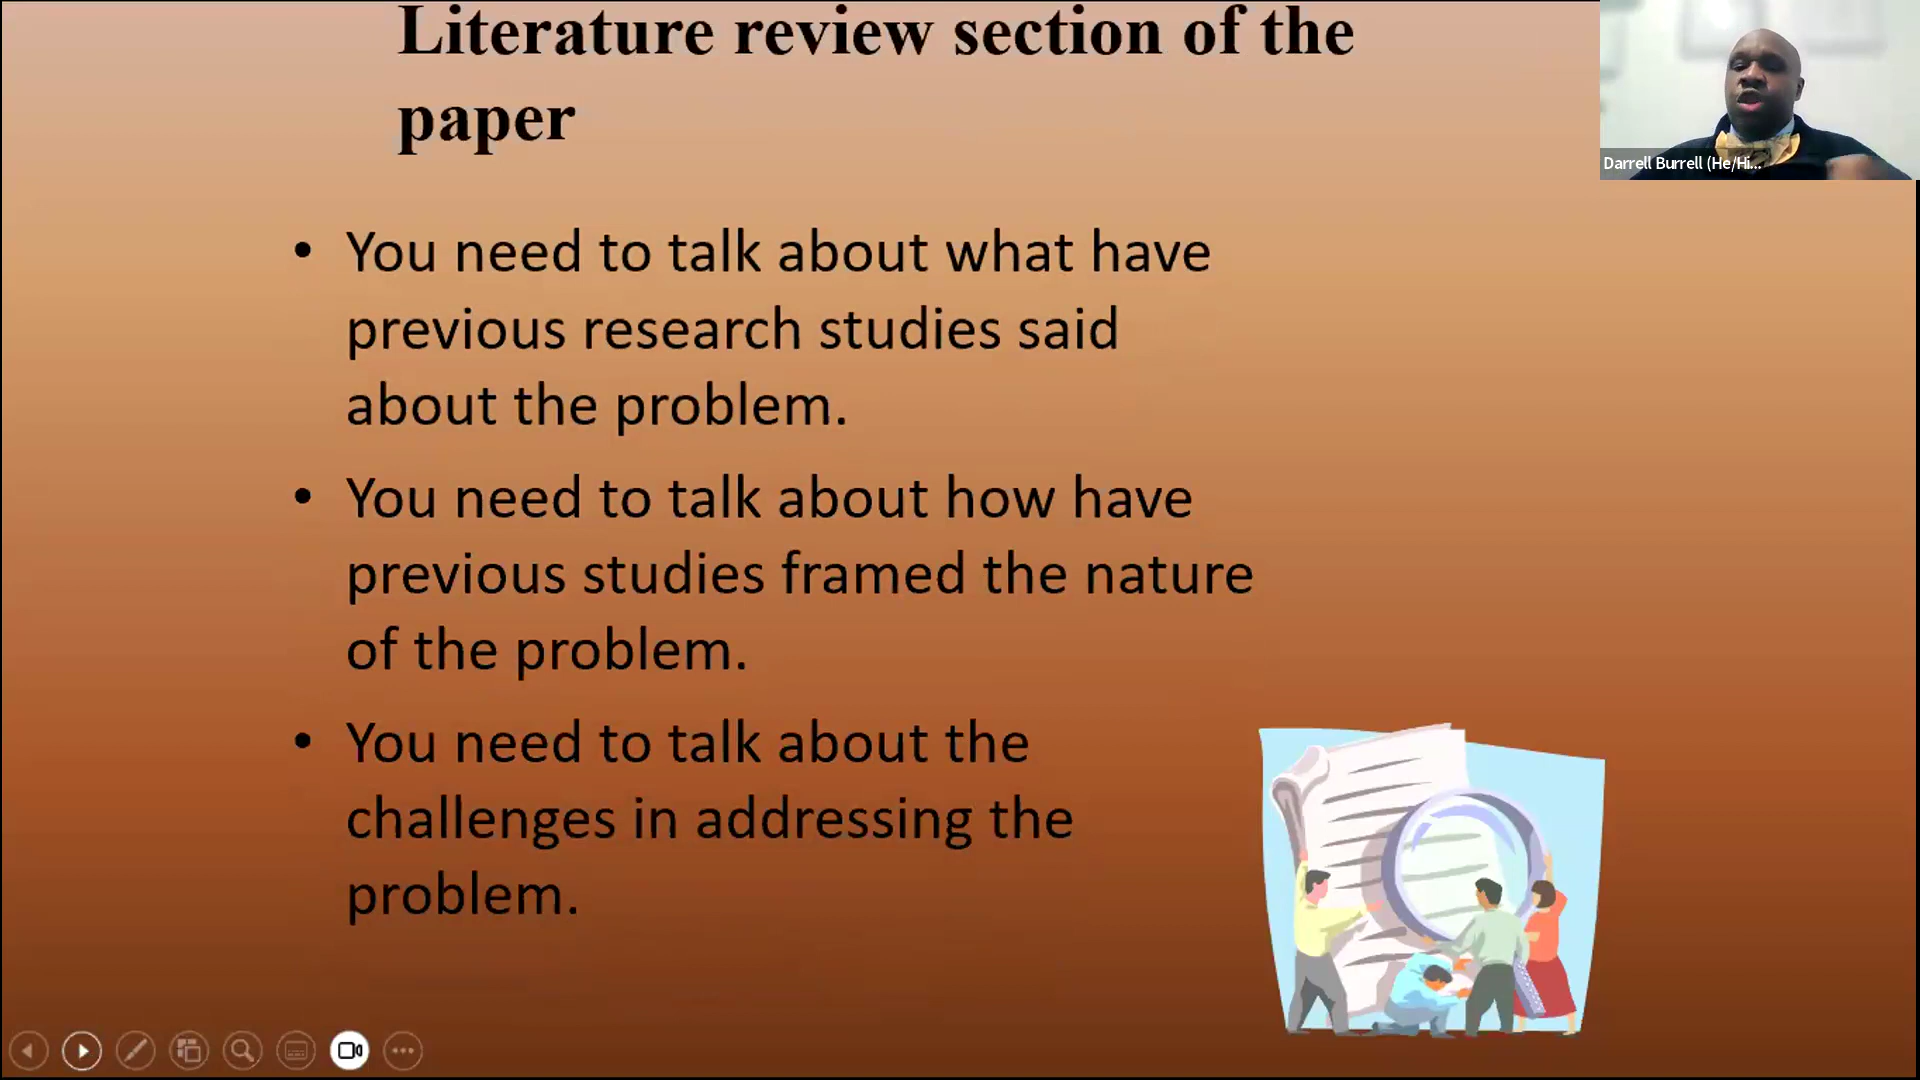 Literature review section of the
paper
Darrell Burrell (He/Hi...
• You need to talk about what have
previous research studies said
about the problem.
• You need to talk about how have
previous studies framed the nature
of the problem.
• You need to talk about the
challenges in addressing the
problem.